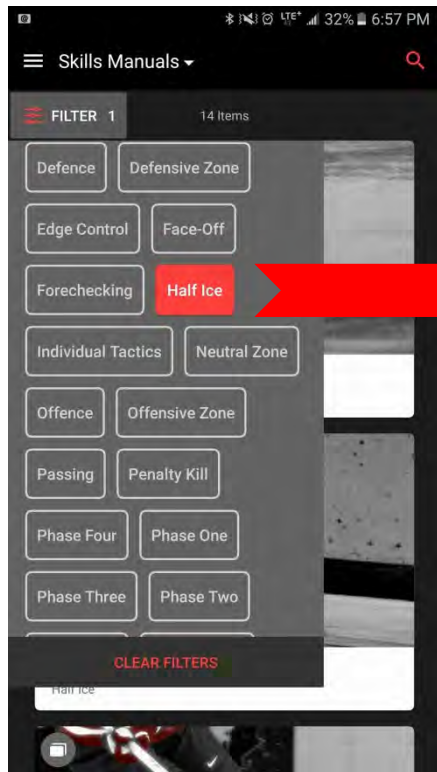 LTE+ 32% 6:57 PM
Skills Manuals
FILTER 1 14 Items
Defence Defensive Zone
Edge Control Face-Off
Forechecking Half Ice
Individual Tactics Neutral Zone
Offence Offensive Zone
Passing Penalty Kill
Phase Four Phase One
Phase Three Phase Two
CLEAR FILTERS
Half Ice